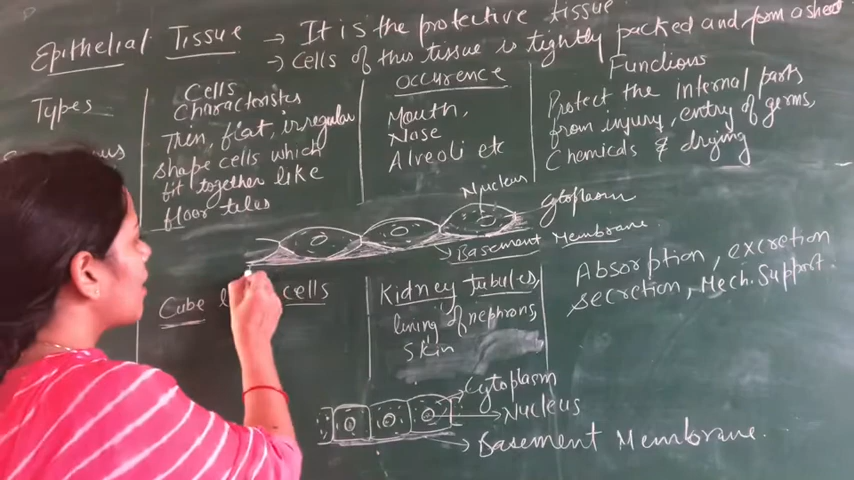 Epithelial Tissue → It is the protective tissue
→ Cells of this tissue is tightly packed and form a sheet
Types
Cells
Characteristics
Thin, flat, irregular
shape cells which
fit together like
floor tiles
Occurence
Mouth,
Nose
Alveoli etc
Functions
Protect the internal parts
from injury, entry of germs,
Chemicals & drying
Nucleus
Cytoplasm
Basement Membrane
Cube cells
Kidney tubules,
lining of nephrons,
Skin
Absorption, excretion
secretion, Mech. Support.
Cytoplasm
Nucleus
Basement Membrane.